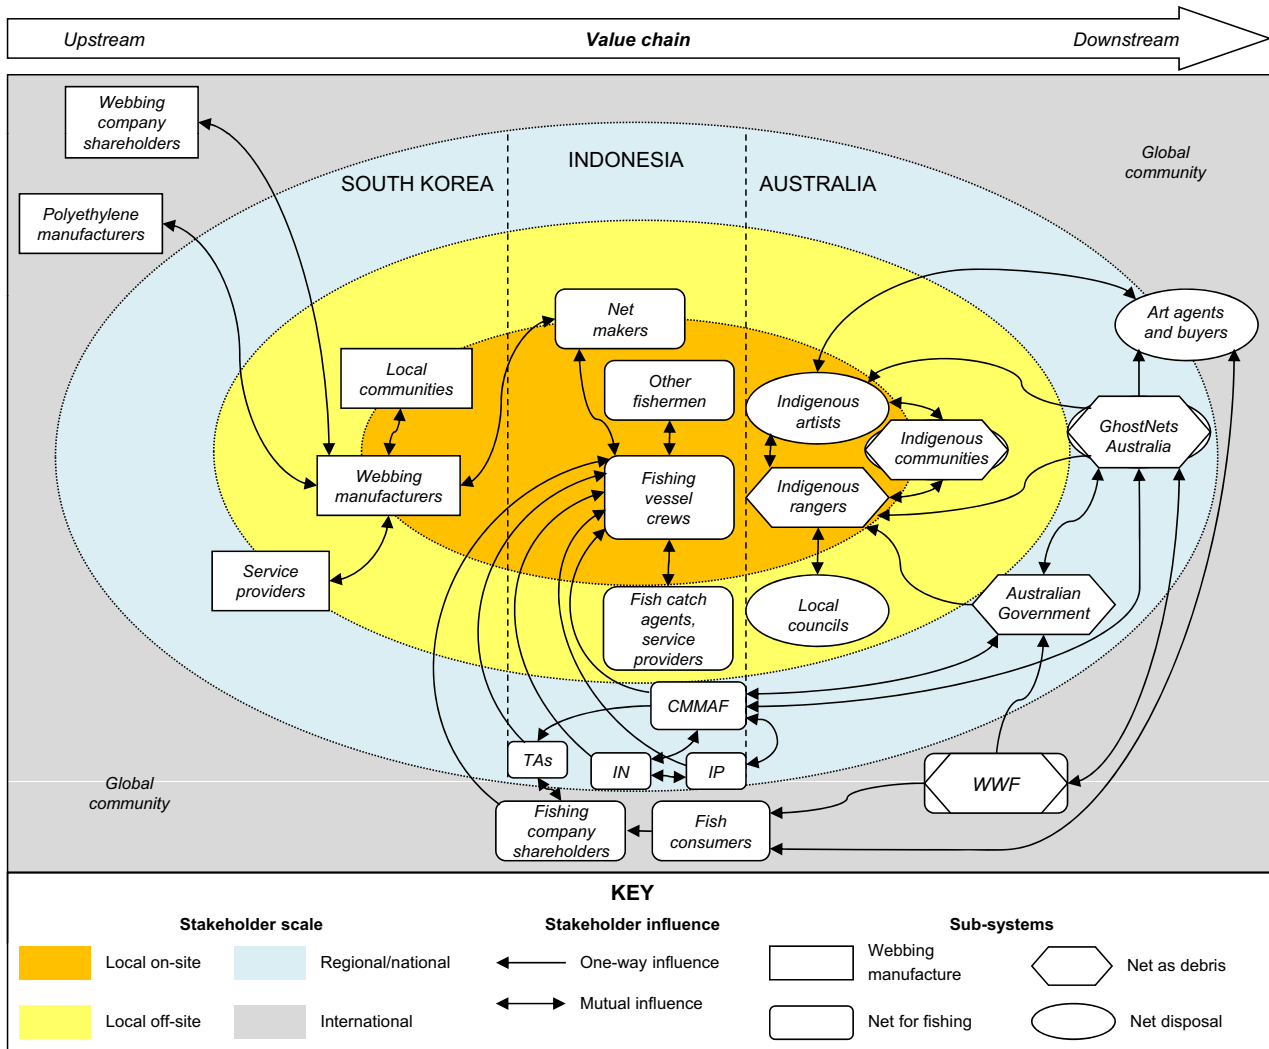 Upstream
Value chain
Downstream
Webbing
company
shareholders
Global
community
INDONESIA
SOUTH KOREA
AUSTRALIA
Polyethylene
manufacturers
Net
makers
Art agents
and buyers
Local
communities
Other
fishermen
Indigenous
artists
Indigenous
communities
GhostNets
Australia
Webbing
manufacturers
Fishing
vessel
crews
Indigenous
rangers
Service
providers
Fish catch
agents,
service
providers
Local
councils
Australian
Government
CMMAF
TAs
IN
IP
WWF
Global
community
Fishing
company
shareholders
Fish
consumers
KEY
Stakeholder scale
Stakeholder influence
Sub-systems
Local on-site
Regional/national
One-way influence
Webbing
manufacture
Net as debris
Mutual influence
Local off-site
International
Net for fishing
Net disposal